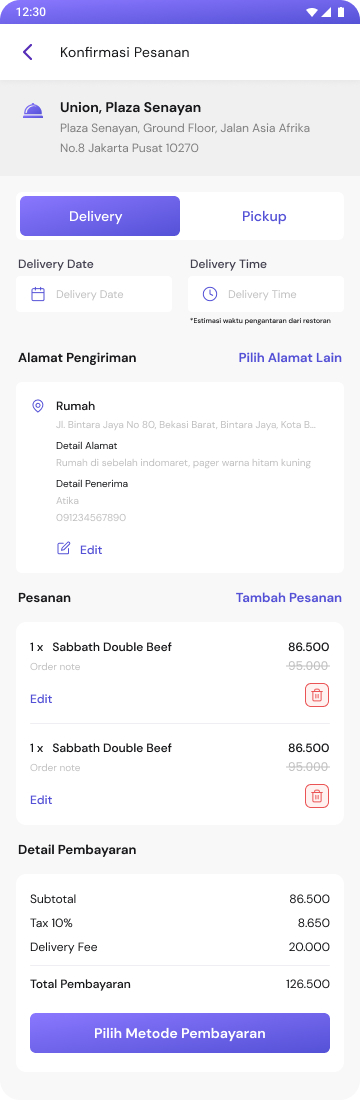 12:30
Konfirmasi Pesanan
Union, Plaza Senayan
Plaza Senayan, Ground Floor, Jalan Asia Afrika
No.8 Jakarta Pusat 10270
Delivery
Pickup
Delivery Date
Delivery Time
Delivery Date
Delivery Time
*Estimasi waktu pengantaran dari restoran
Alamat Pengiriman
Pilih Alamat Lain
Rumah
Jl. Bintara Jaya No 80, Bekasi Barat, Bintara Jaya, Kota B...
Detail Alamat
Rumah di sebelah indomaret, pager warna hitam kuning
Detail Penerima
Atika
091234567890
Edit
Pesanan
Tambah Pesanan
1 x Sabbath Double Beef
86.500
Order note
95.000
Edit
1 x Sabbath Double Beef
86.500
Order note
95.000
Edit
Detail Pembayaran
Subtotal
86.500
Tax 10%
8.650
Delivery Fee
20.000
Total Pembayaran
126.500
Pilih Metode Pembayaran